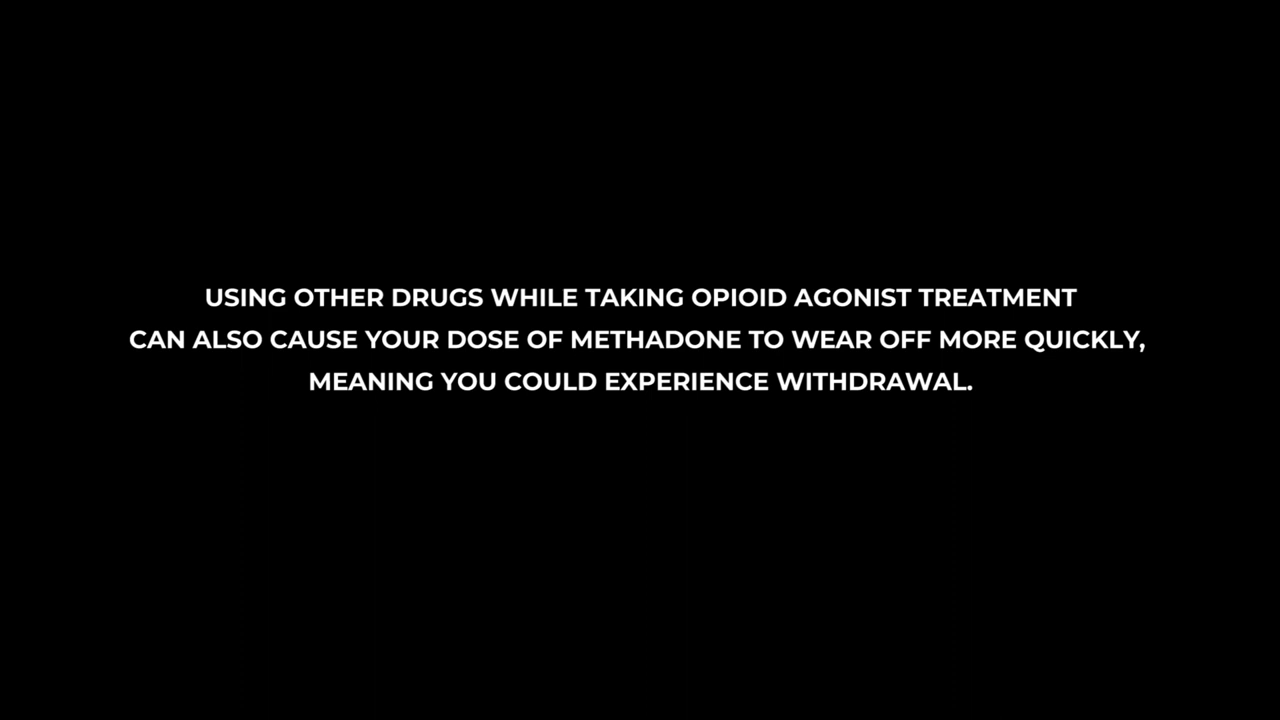 USING OTHER DRUGS WHILE TAKING OPIOID AGONIST TREATMENT
CAN ALSO CAUSE YOUR DOSE OF METHADONE TO WEAR OFF MORE QUICKLY,
MEANING YOU COULD EXPERIENCE WITHDRAWAL.